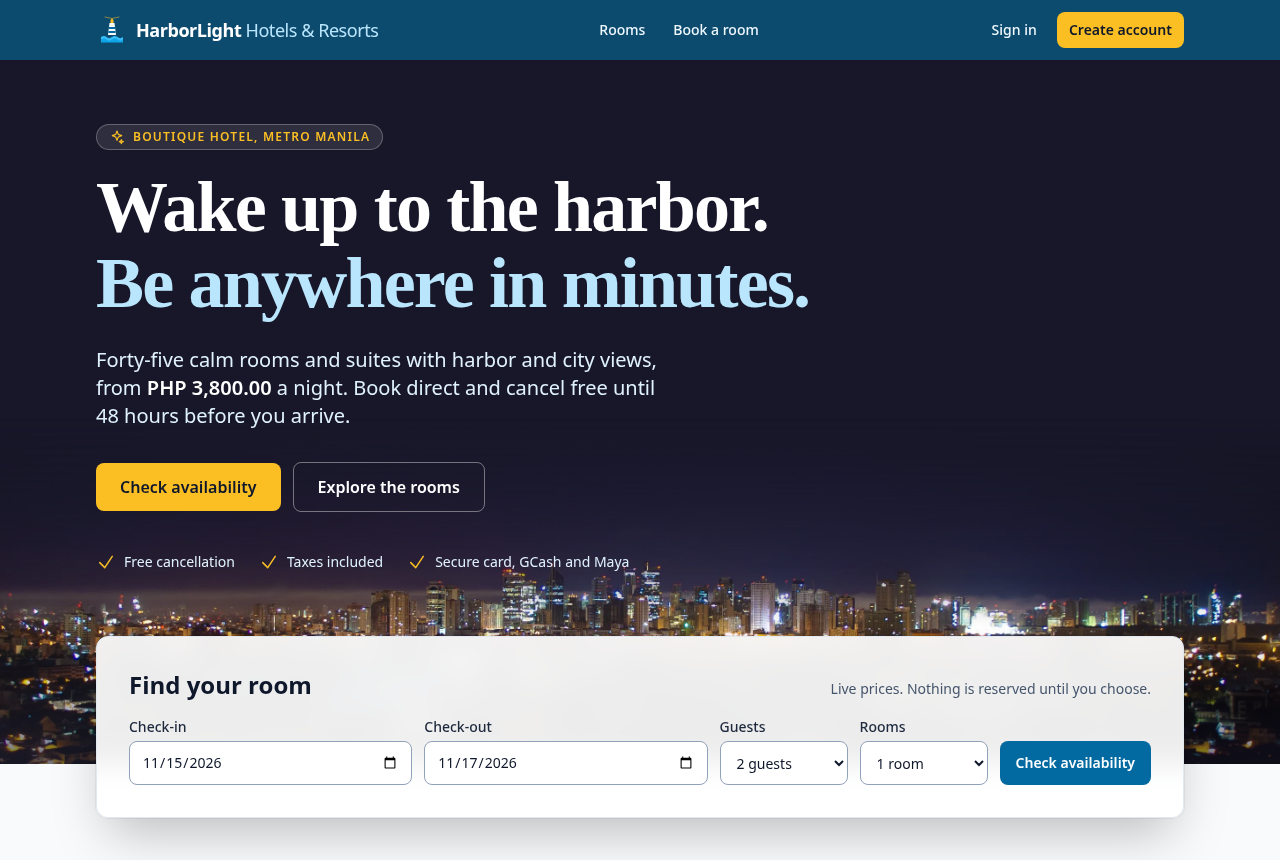 HarborLight Hotels & Resorts
Rooms
Book a room
Sign in
Create account
BOUTIQUE HOTEL, METRO MANILA
Wake up to the harbor.
Be anywhere in minutes.
Forty-five calm rooms and suites with harbor and city views,
from PHP 3,800.00 a night. Book direct and cancel free until
48 hours before you arrive.
Check availability
Explore the rooms
Free cancellation
Taxes included
Secure card, GCash and Maya
Find your room
Live prices. Nothing is reserved until you choose.
Check-in
Check-out
Guests
Rooms
11/15/2026
11/17/2026
2 guests
1 room
Check availability